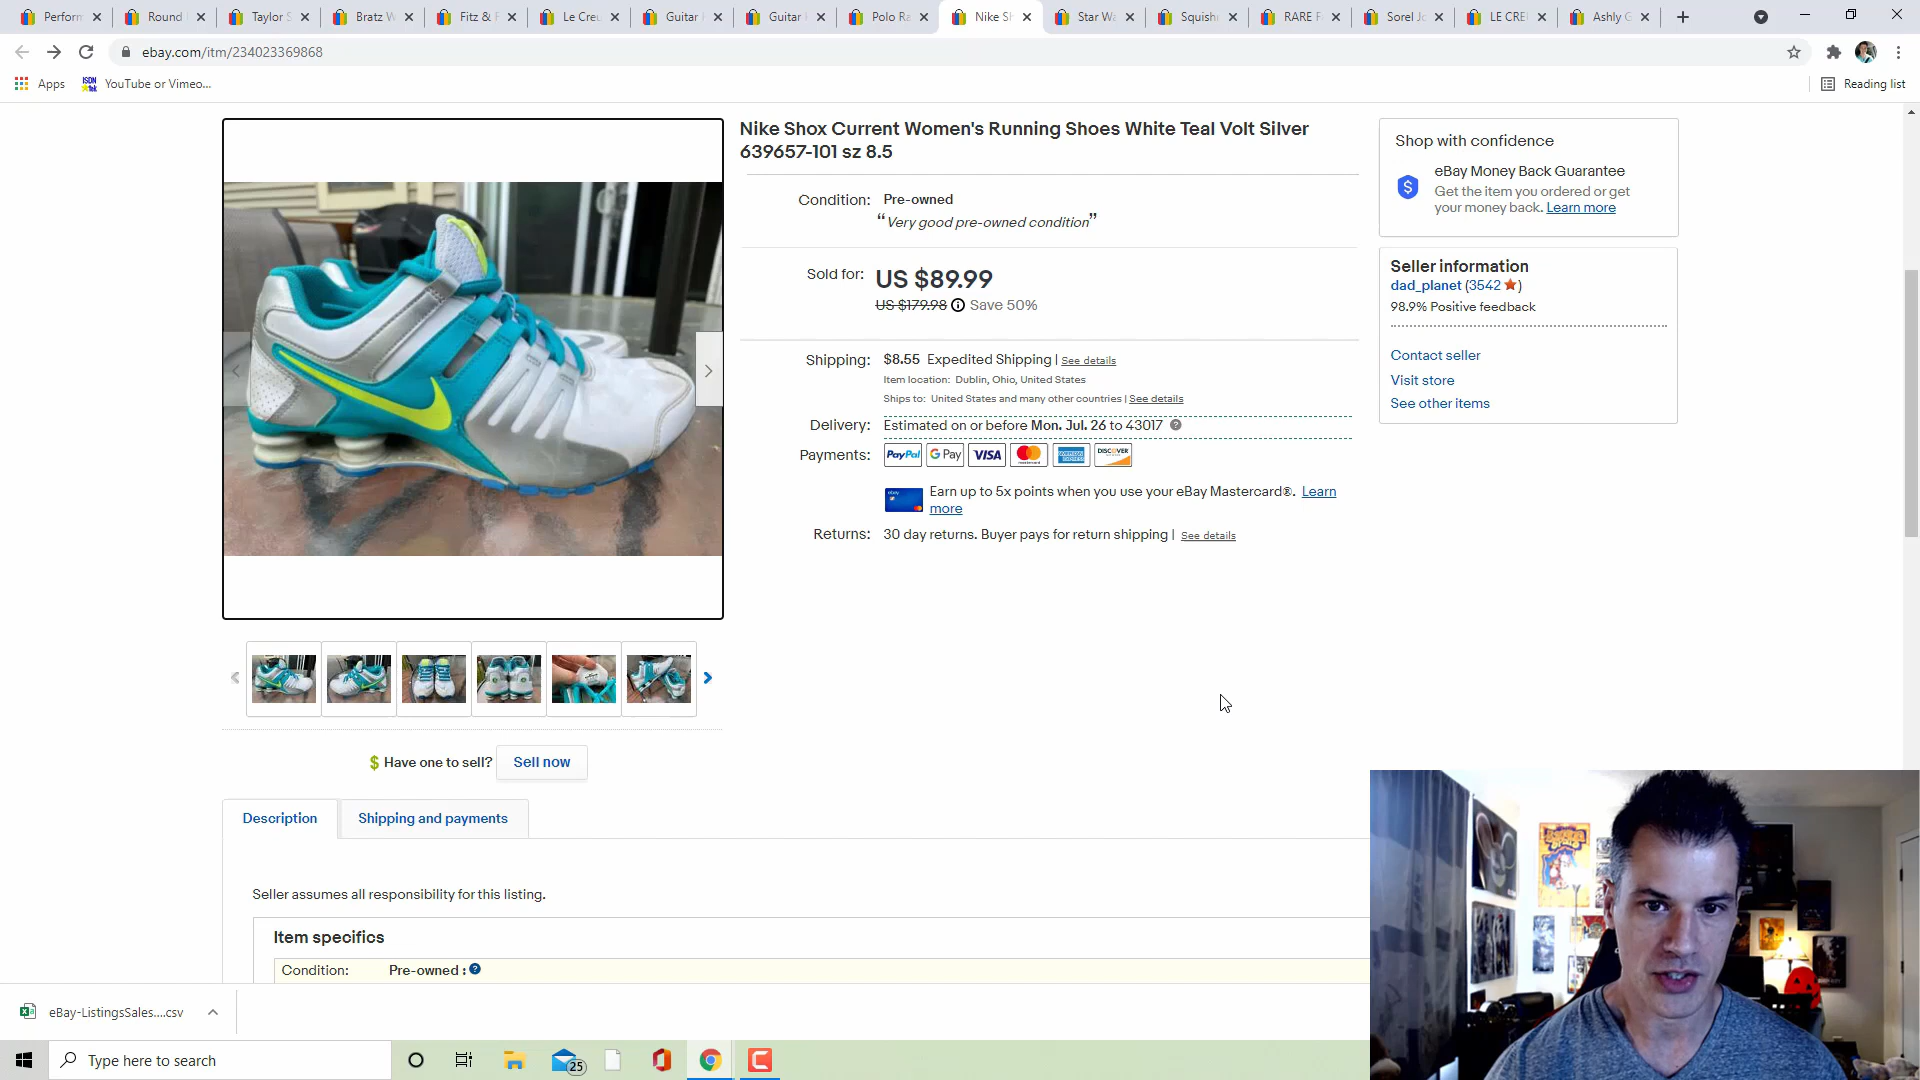 Perform
Round
Taylor S
Bratz W
Fitz & F
Le Creu
Guitar
Guitar
Polo Ra
Nike Sh
Star Wa
Squish
RARE F
Sorel Jo
LE CRE
Ashly G
ebay.com/itm/234023369868
Apps
ISDN
Tek
YouTube or Vimeo...
Reading list
Nike Shox Current Women's Running Shoes White Teal Volt Silver
639657-101 sz 8.5
Condition: Pre-owned
“Very good pre-owned condition”
Sold for: US $89.99
US $179.98 Save 50%
Shipping: $8.55 Expedited Shipping | See details
Item location: Dublin, Ohio, United States
Ships to: United States and many other countries | See details
Delivery: Estimated on or before Mon. Jul. 26 to 43017
Payments: PayPal G Pay VISA mastercard AMERICAN EXPRESS DISCOVER
ebay
Earn up to 5x points when you use your eBay Mastercard®. Learn
more
Returns: 30 day returns. Buyer pays for return shipping | See details
Shop with confidence
eBay Money Back Guarantee
Get the item you ordered or get
your money back. Learn more
Seller information
dad_planet (3542 ★)
98.9% Positive feedback
Contact seller
Visit store
See other items
$ Have one to sell? Sell now
Description
Shipping and payments
Seller assumes all responsibility for this listing.
Item specifics
Condition: Pre-owned :
eBay-ListingsSales....csv
Type here to search
25